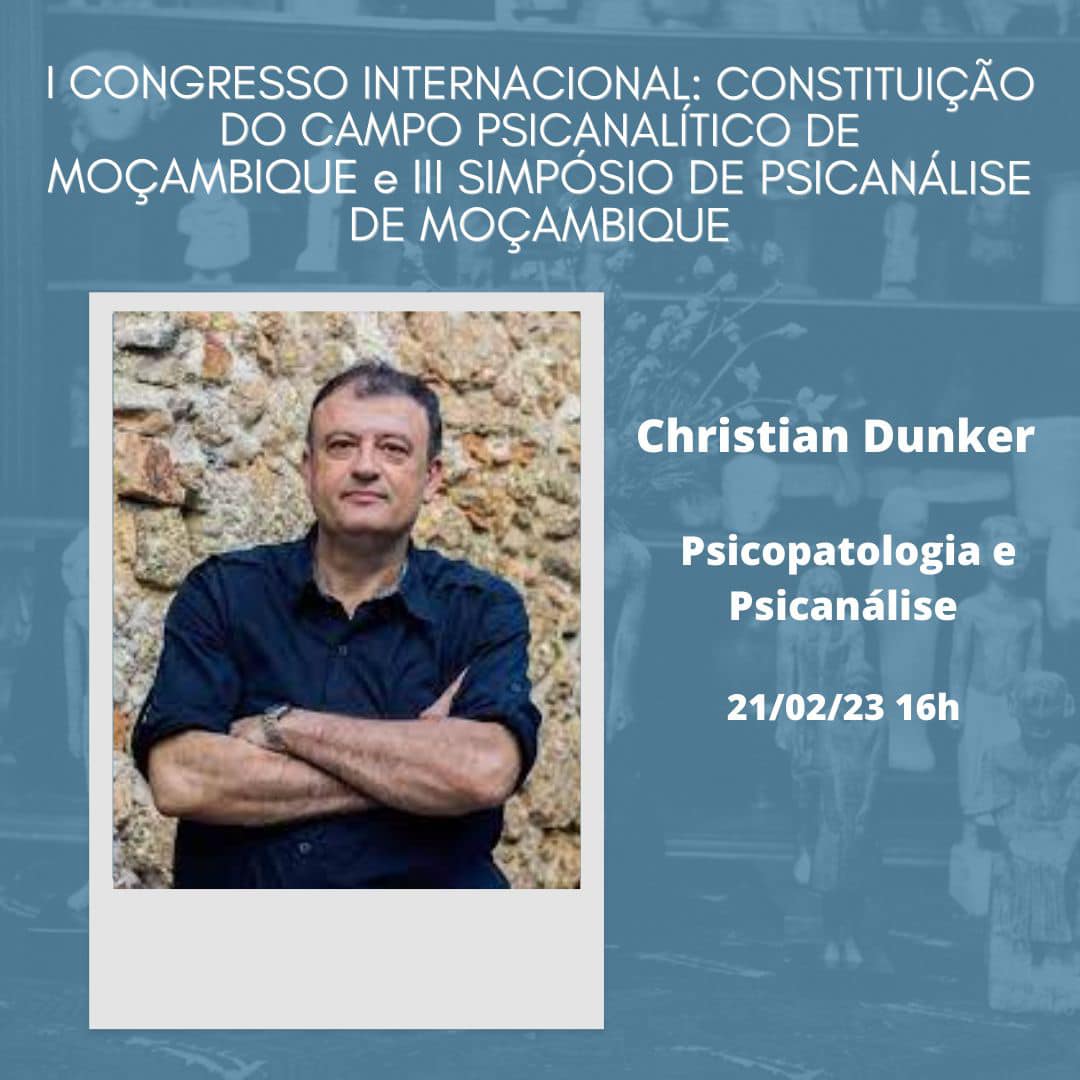 I CONGRESSO INTERNACIONAL: CONSTITUIÇÃO
DO CAMPO PSICANALÍTICO DE
MOÇAMBIQUE e III SIMPÓSIO DE PSICANÁLISE
DE MOÇAMBIQUE
Christian Dunker
Psicopatologia e
Psicanálise
21/02/23 16h